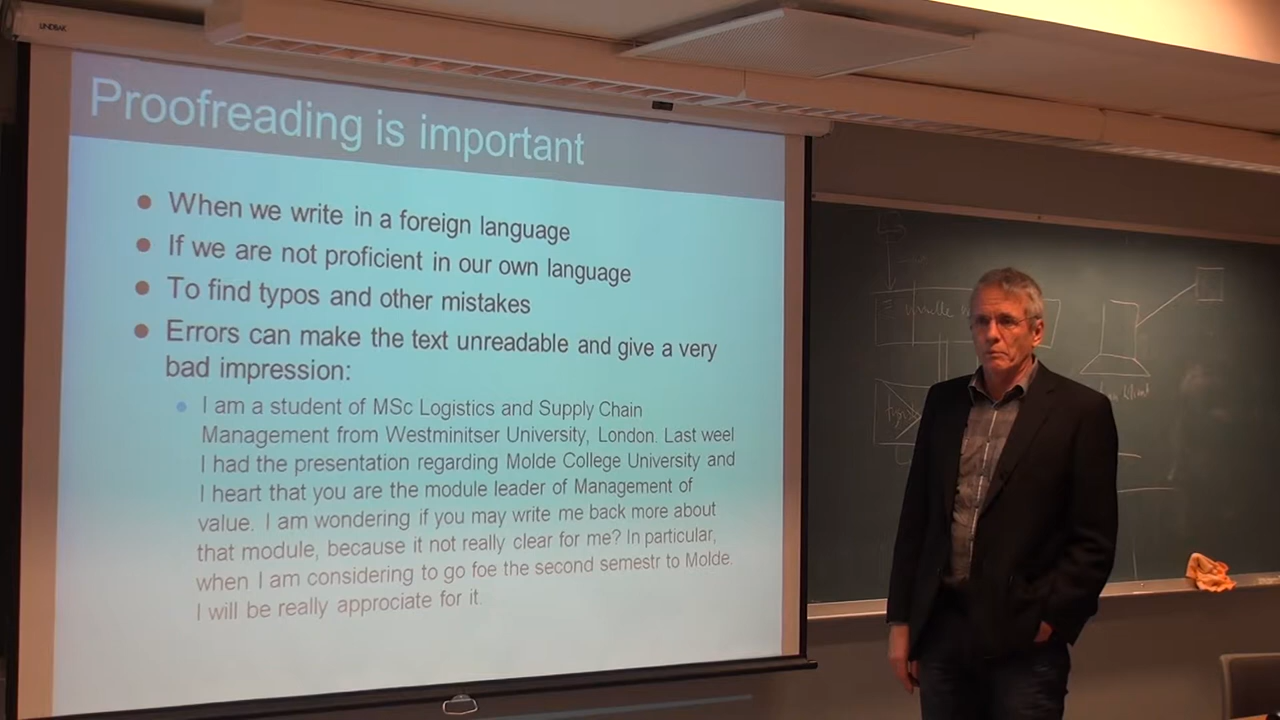 LINDBAK
Proofreading is important
When we write in a foreign language
If we are not proficient in our own language
To find typos and other mistakes
Errors can make the text unreadable and give a very
bad impression:
I am a student of MSc Logistics and Supply Chain
Management from Westminitser University, London. Last weel
I had the presentation regarding Molde College University and
I heart that you are the module leader of Management of
value. I am wondering if you may write me back more about
that module, because it not really clear for me? In particular,
when I am considering to go foe the second semestr to Molde.
I will be really approciate for it.